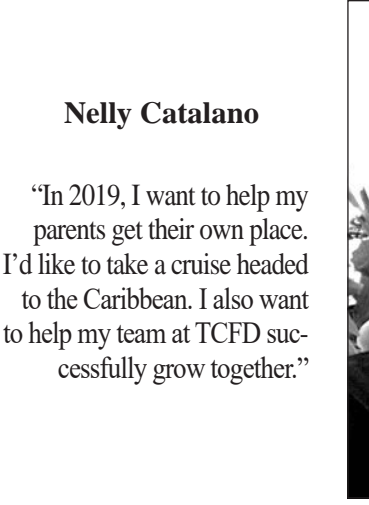 Nelly Catalano
“In 2019, I want to help my
parents get their own place.
I’d like to take a cruise headed
to the Caribbean. I also want
to help my team at TCFD suc-
cessfully grow together.”